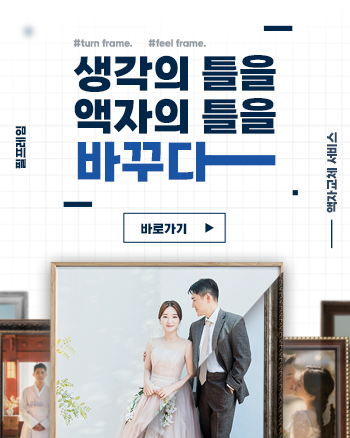 #turn frame. #feel frame.
생각의 틀을
액자의 틀을
바꾸다
필프레임
액자교체 서비스
바로가기